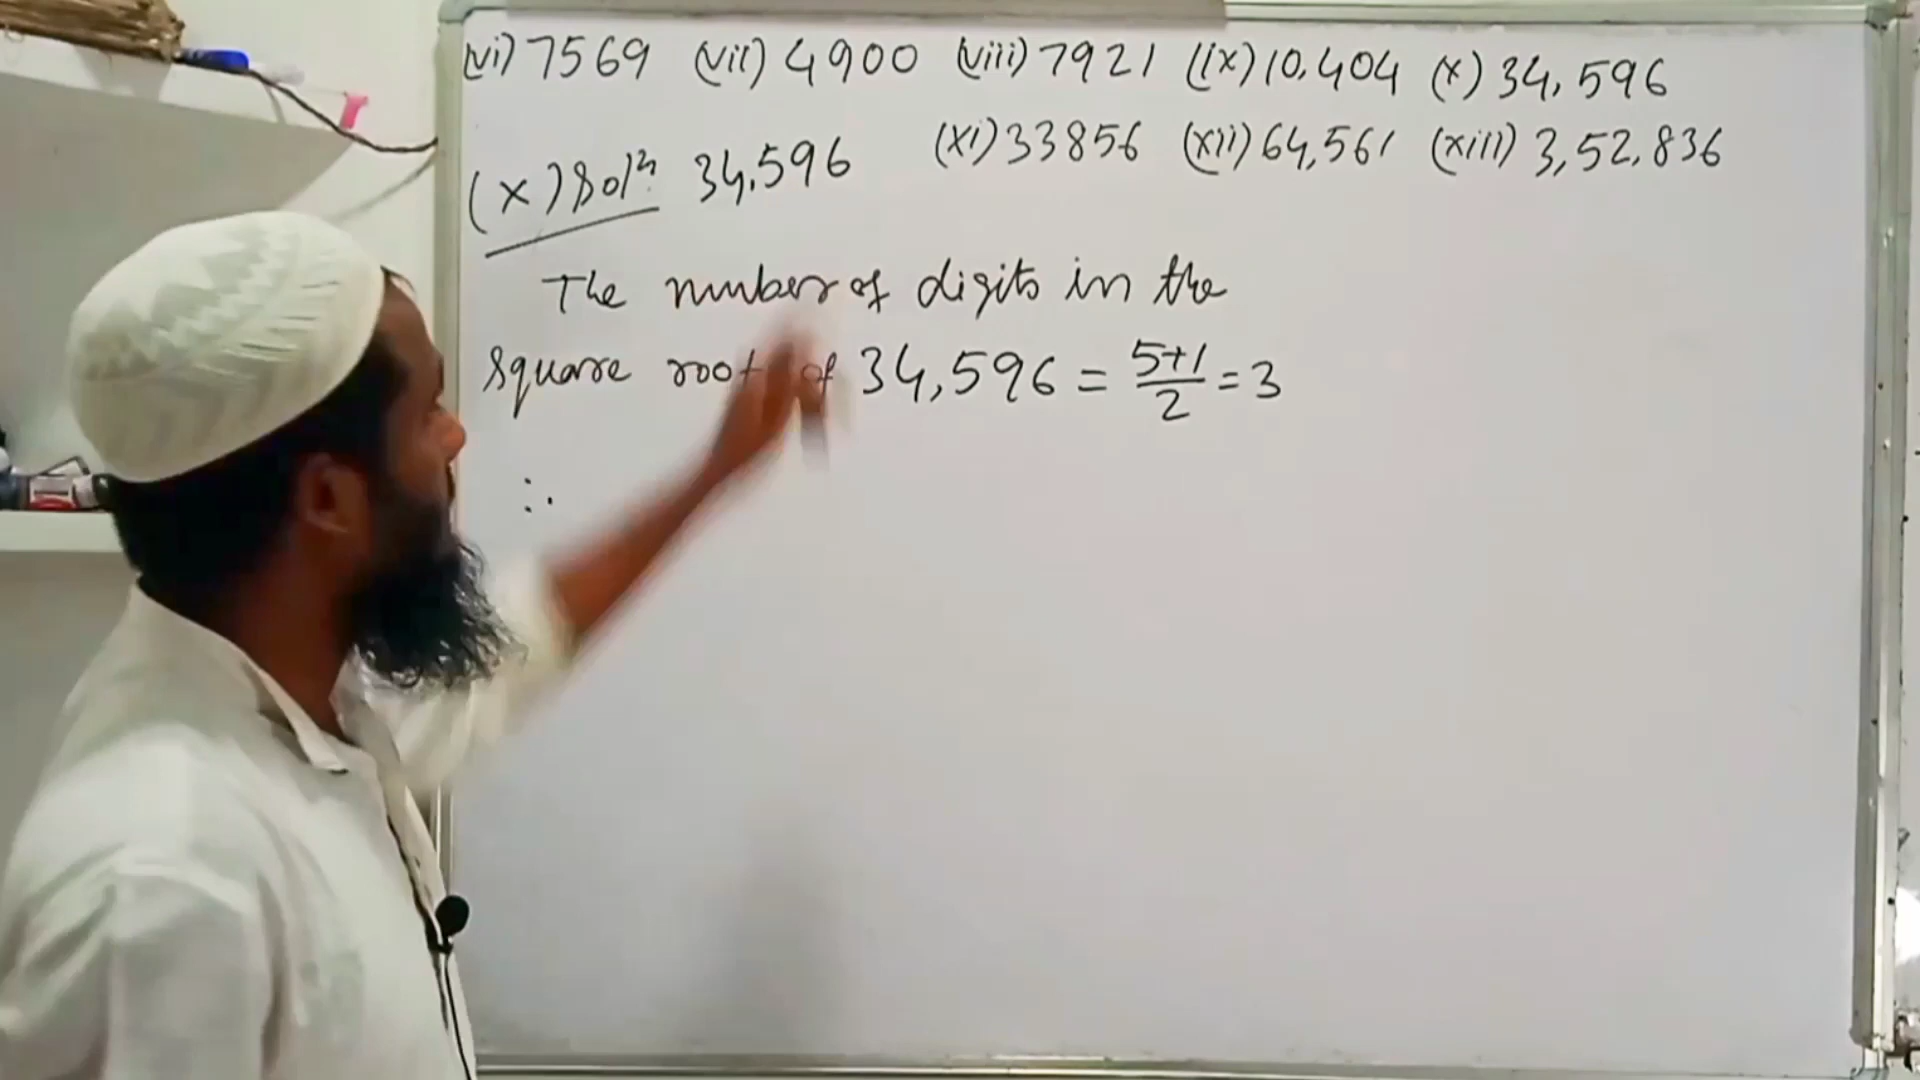 (vi) 7569 (vii) 4900 (viii) 7921 (ix) 10,404 (x) 34,596
(xi) 33856 (xii) 64,561 (xiii) 3,52,836
(x) Solⁿ 34,596
The number of digits in the
square root of 34,596 = 5+1/2 = 3
∴